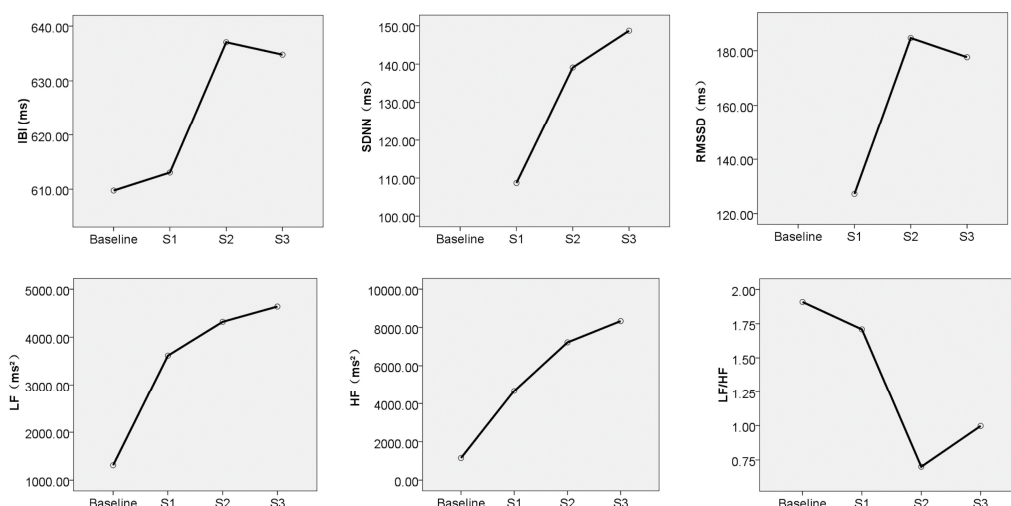 IBI (ms)
640.00
630.00
620.00
610.00
Baseline S1 S2 S3
SDNN（ms）
150.00
140.00
130.00
120.00
110.00
100.00
Baseline S1 S2 S3
RMSSD（ms）
180.00
160.00
140.00
120.00
Baseline S1 S2 S3
LF（ms²）
5000.00
4000.00
3000.00
2000.00
1000.00
Baseline S1 S2 S3
HF（ms²）
10000.00
8000.00
6000.00
4000.00
2000.00
0.00
Baseline S1 S2 S3
LF/HF
2.00
1.75
1.50
1.25
1.00
0.75
Baseline S1 S2 S3